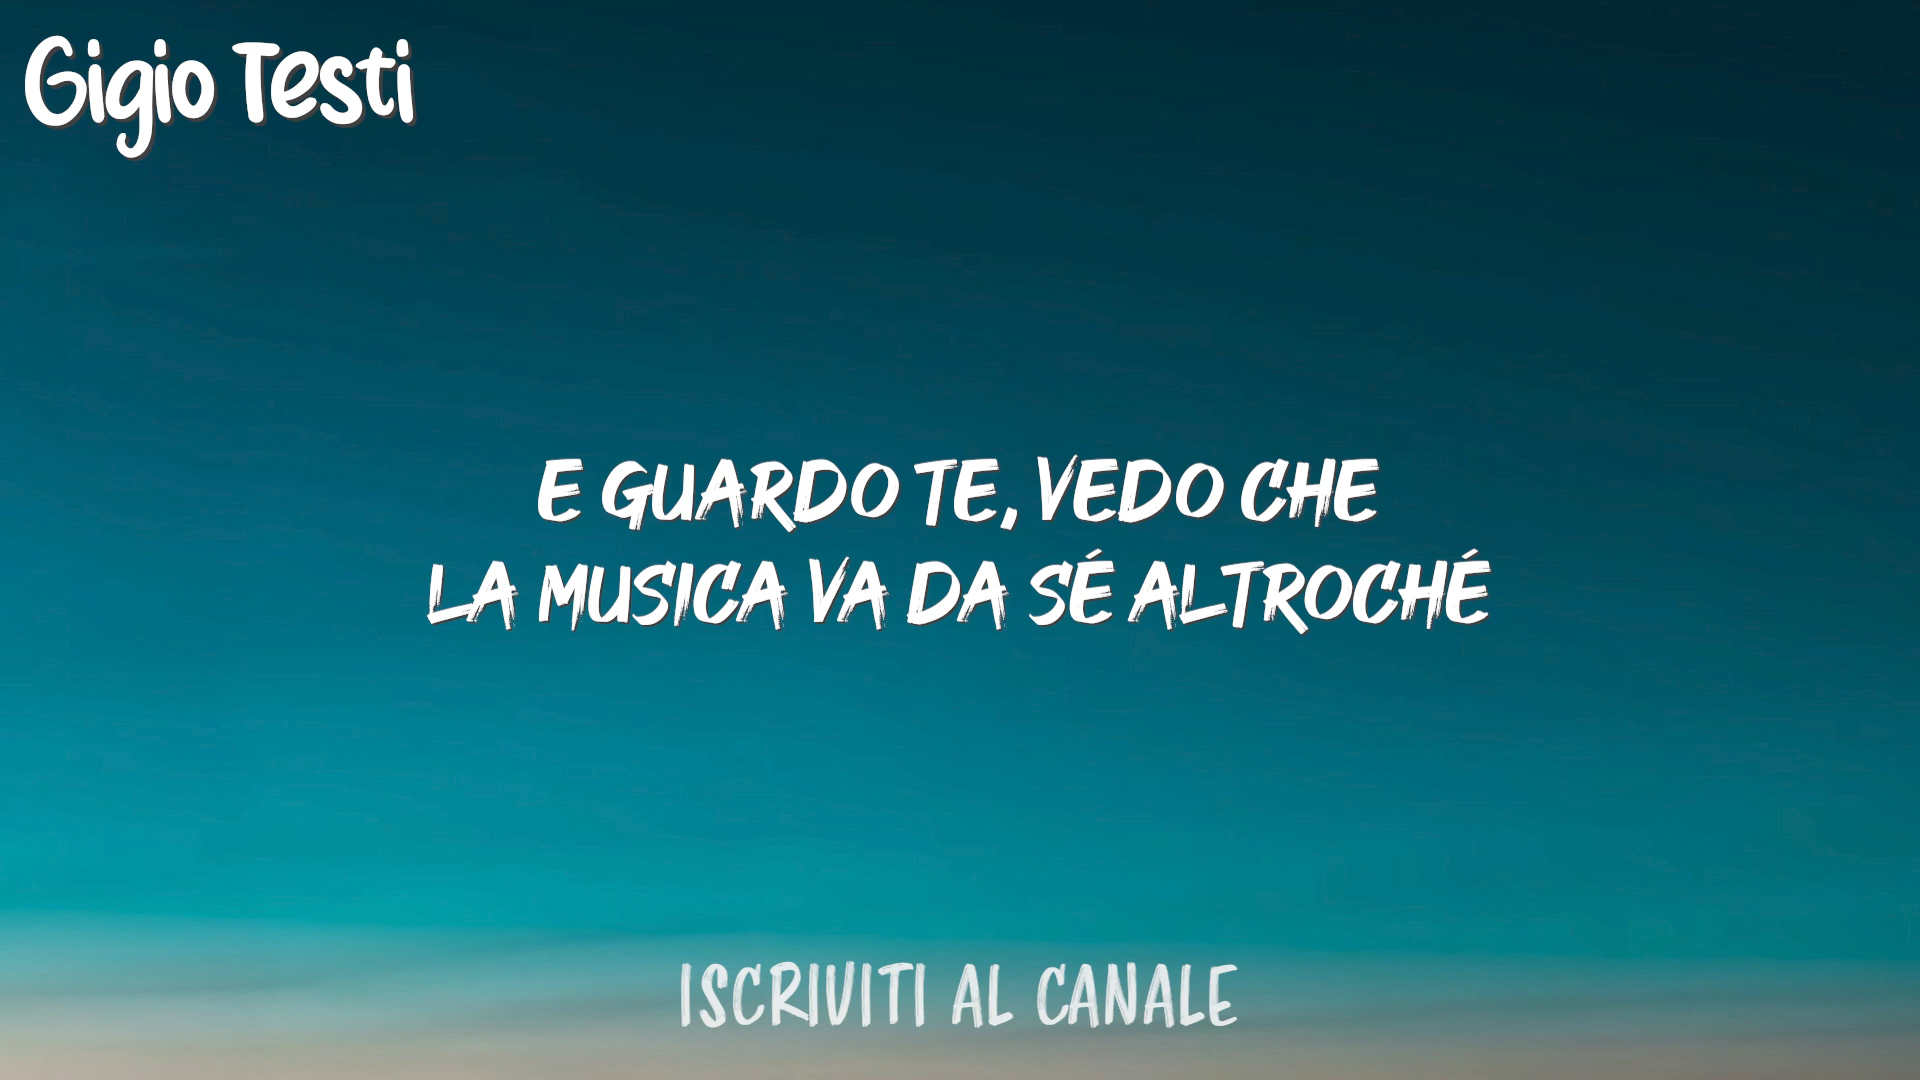 Gigio Testi
E GUARDO TE, VEDO CHE
LA MUSICA VA DA SÉ ALTROCHÉ
ISCRIVITI AL CANALE